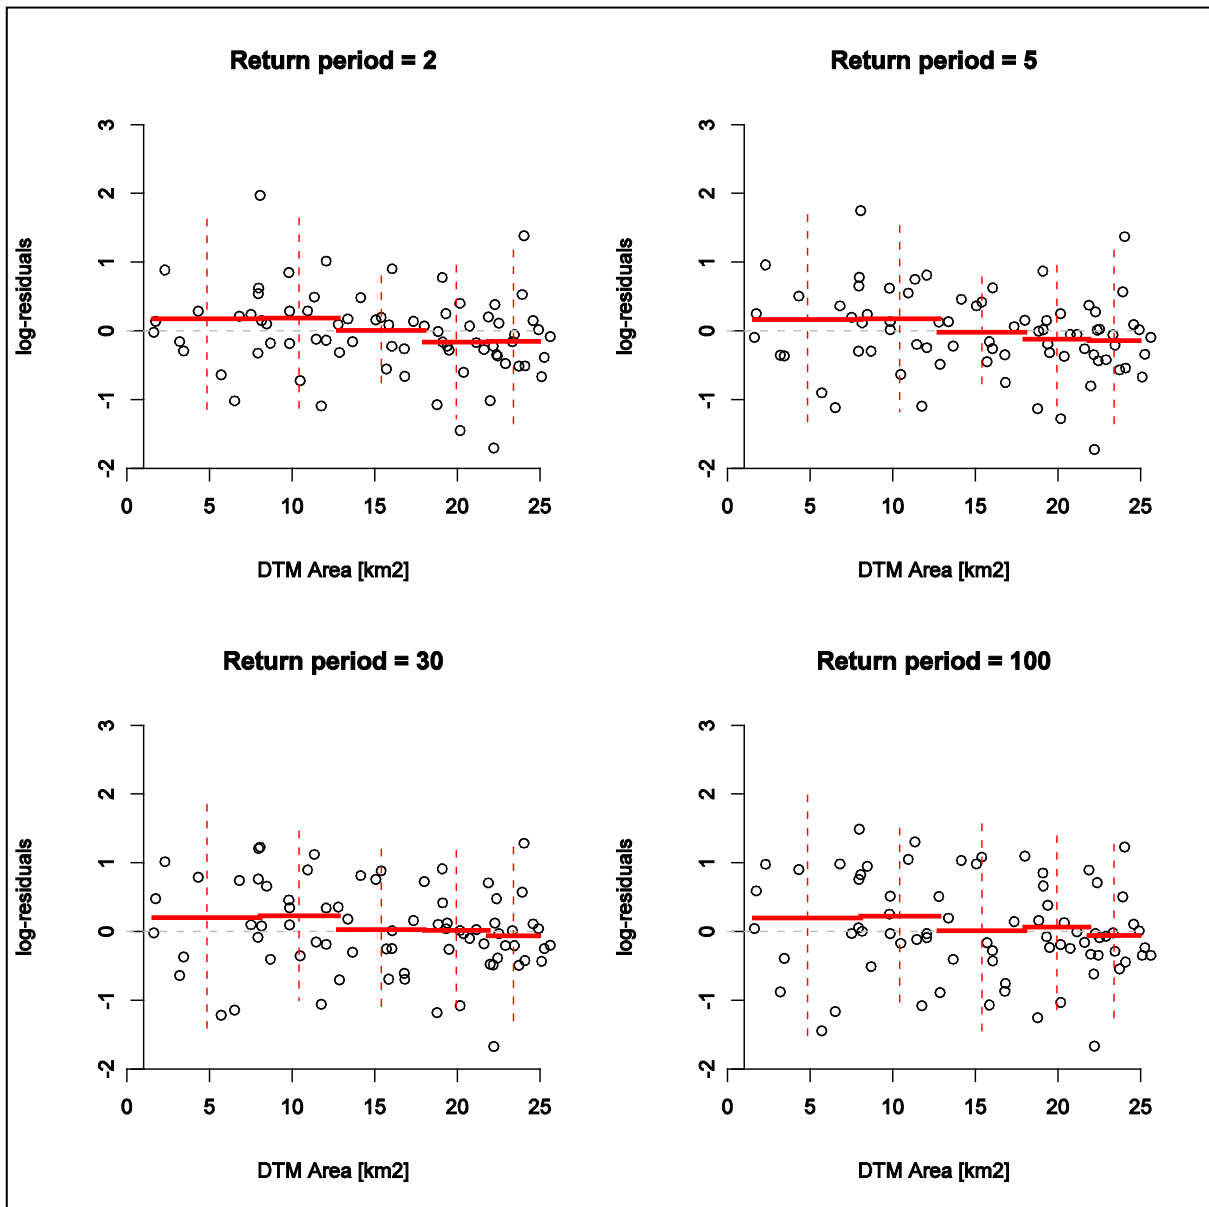 Return period = 2
log-residuals
3
2
1
0
-1
-2
0 5 10 15 20 25
DTM Area [km2]
Return period = 5
log-residuals
3
2
1
0
-1
-2
0 5 10 15 20 25
DTM Area [km2]
Return period = 30
log-residuals
3
2
1
0
-1
-2
0 5 10 15 20 25
DTM Area [km2]
Return period = 100
log-residuals
3
2
1
0
-1
-2
0 5 10 15 20 25
DTM Area [km2]